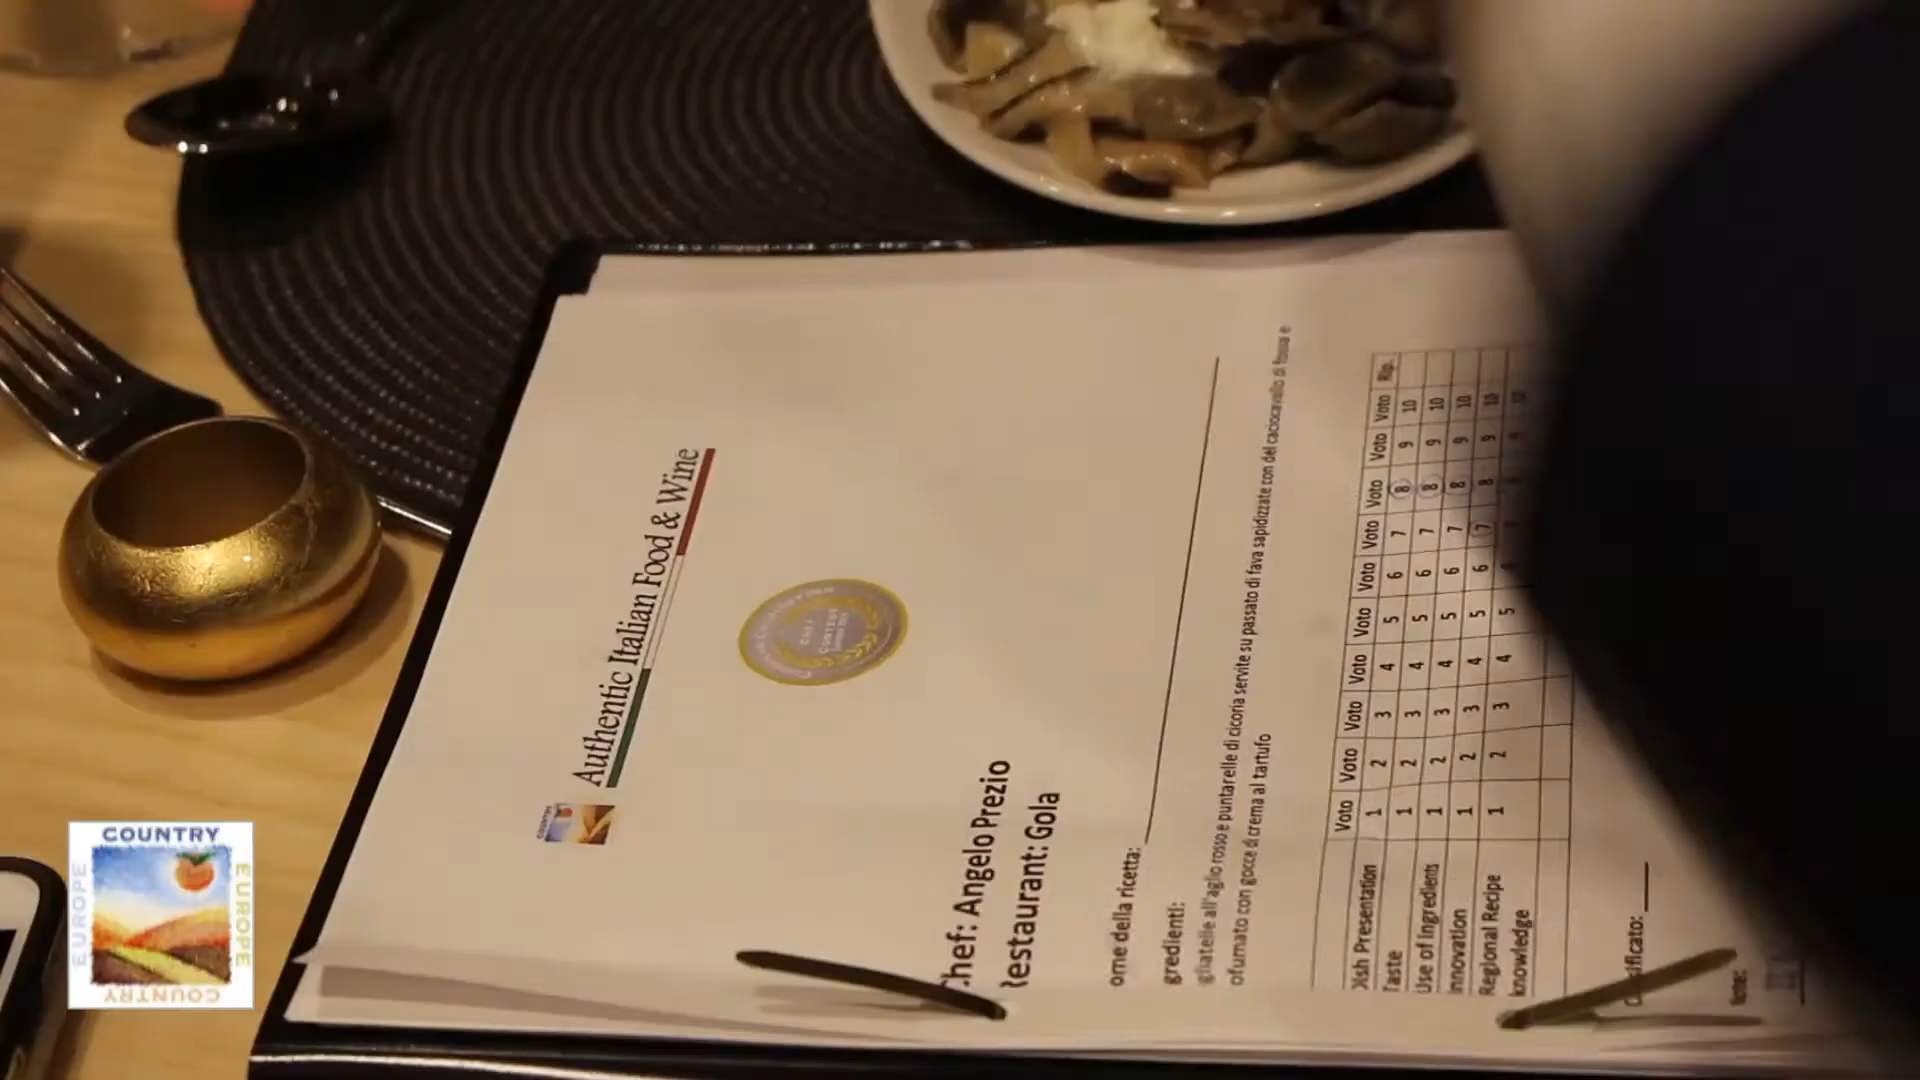 Authentic Italian Food & Wine
COUNTRY
CHEF
CONTEST
Chef: Angelo Prezio
Restaurant: Gola
ome della ricetta:
gredienti:
gliatelle all'aglio rosso e puntarelle di cicoria servite su passato di fava sapidizzate con del caciocavallo di fossa e
ofumato con gocce di crema al tartufo
Voto Voto Voto Voto Voto Voto Voto Voto Voto Voto Rip.
Dish Presentation 1 2 3 4 5 6 7 8 9 10
Taste 1 2 3 4 5 6 7 8 9 10
Use of Ingredients 1 2 3 4 5 6 7 8 9 10
Innovation 1 2 3 4 5 6 7 8 9 10
Regional Recipe 1 2 3 4 5 6 7 8 9 10
knowledge
Note:
COUNTRY
EUROPE
EUROPE
COUNTRY